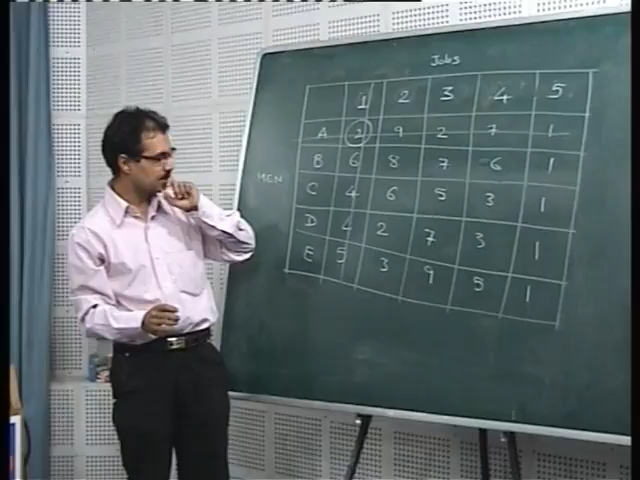 Jobs
1 2 3 4 5
A 2 9 2 7 1
MEN
B 6 8 7 6 1
C 4 6 5 3 1
D 4 2 7 3 1
E 5 3 9 5 1